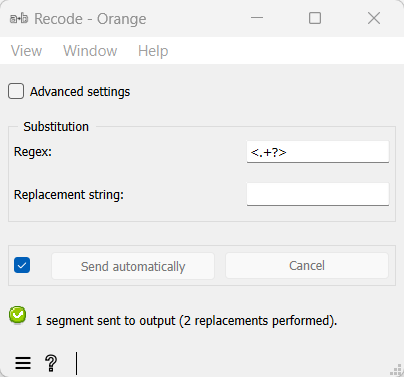 Recode - Orange
View Window Help
Advanced settings
Substitution
Regex: <.+?>
Replacement string:
Send automatically Cancel
1 segment sent to output (2 replacements performed).
?